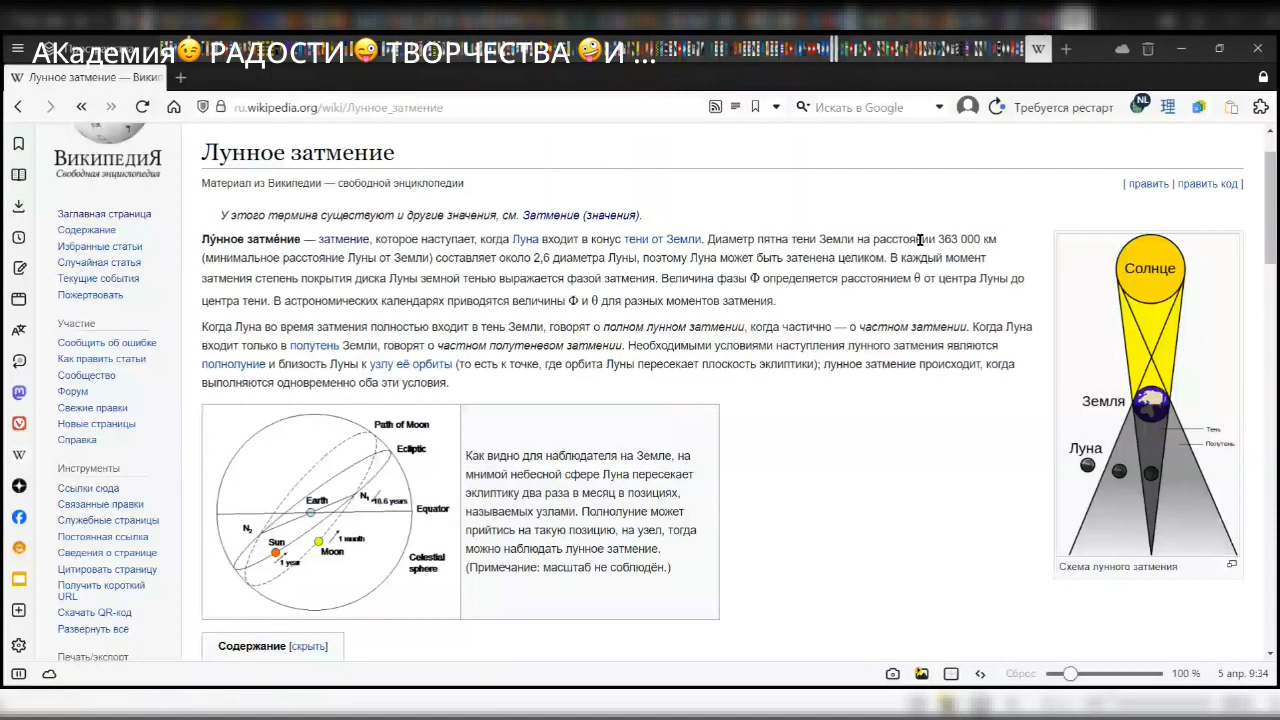 АКадемия😉 РАДОСТИ 😜 ТВОРЧЕСТВА 🤪И ...
W Лунное затмение — Викип
ru.wikipedia.org/wiki/Лунное_затмение
Искать в Google
Требуется рестарт
NL
ВИКИПЕДИЯ
Свободная энциклопедия
Заглавная страница
Содержание
Избранные статьи
Случайная статья
Текущие события
Пожертвовать
Участие
Сообщить об ошибке
Как править статьи
Сообщество
Форум
Свежие правки
Новые страницы
Справка
Инструменты
Ссылки сюда
Связанные правки
Служебные страницы
Постоянная ссылка
Сведения о странице
Цитировать страницу
Получить короткий
URL
Скачать QR-код
Развернуть всё
Печать/экспорт
Лунное затмение
Материал из Википедии — свободной энциклопедии
[ править | править код ]
У этого термина существуют и другие значения, см. Затмение (значения).
Лу́нное затме́ние — затмение, которое наступает, когда Луна входит в конус тени от Земли. Диаметр пятна тени Земли на расстоянии 363 000 км
(минимальное расстояние Луны от Земли) составляет около 2,6 диаметра Луны, поэтому Луна может быть затенена целиком. В каждый момент
затмения степень покрытия диска Луны земной тенью выражается фазой затмения. Величина фазы Φ определяется расстоянием θ от центра Луны до
центра тени. В астрономических календарях приводятся величины Φ и θ для разных моментов затмения.
Когда Луна во время затмения полностью входит в тень Земли, говорят о полном лунном затмении, когда частично — о частном затмении. Когда Луна
входит только в полутень Земли, говорят о частном полутеневом затмении. Необходимыми условиями наступления лунного затмения являются
полнолуние и близость Луны к узлу её орбиты (то есть к точке, где орбита Луны пересекает плоскость эклиптики); лунное затмение происходит, когда
выполняются одновременно оба эти условия.
Path of Moon
Ecliptic
Earth
N₁
18.6 years
Equator
N₂
Sun
1 month
Moon
1 year
Celestial
sphere
Как видно для наблюдателя на Земле, на
мнимой небесной сфере Луна пересекает
эклиптику два раза в месяц в позициях,
называемых узлами. Полнолуние может
прийтись на такую позицию, на узел, тогда
можно наблюдать лунное затмение.
(Примечание: масштаб не соблюдён.)
Содержание [скрыть]
Солнце
Земля
Тень
Полутень
Луна
Схема лунного затмения
Сброс
100 %
5 апр. 9:34